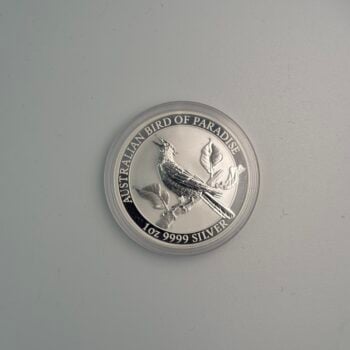 AUSTRALIAN BIRD OF PARADISE
1oz 9999 SILVER